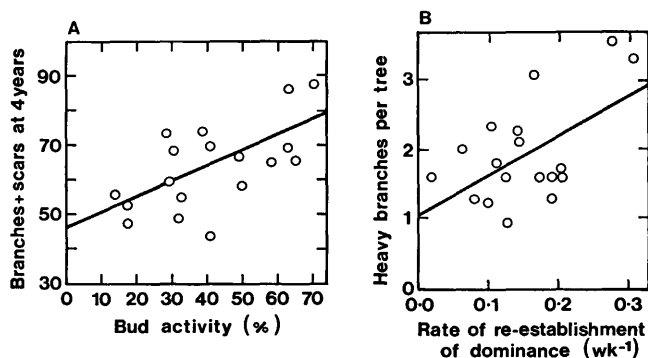 A
Branches+scars at 4 years
90
70
50
30
0 10 20 30 40 50 60 70
Bud activity (%)
B
Heavy branches per tree
3
2
1
0
0·0 0·1 0·2 0·3
Rate of re-establishment
of dominance (wk⁻¹)